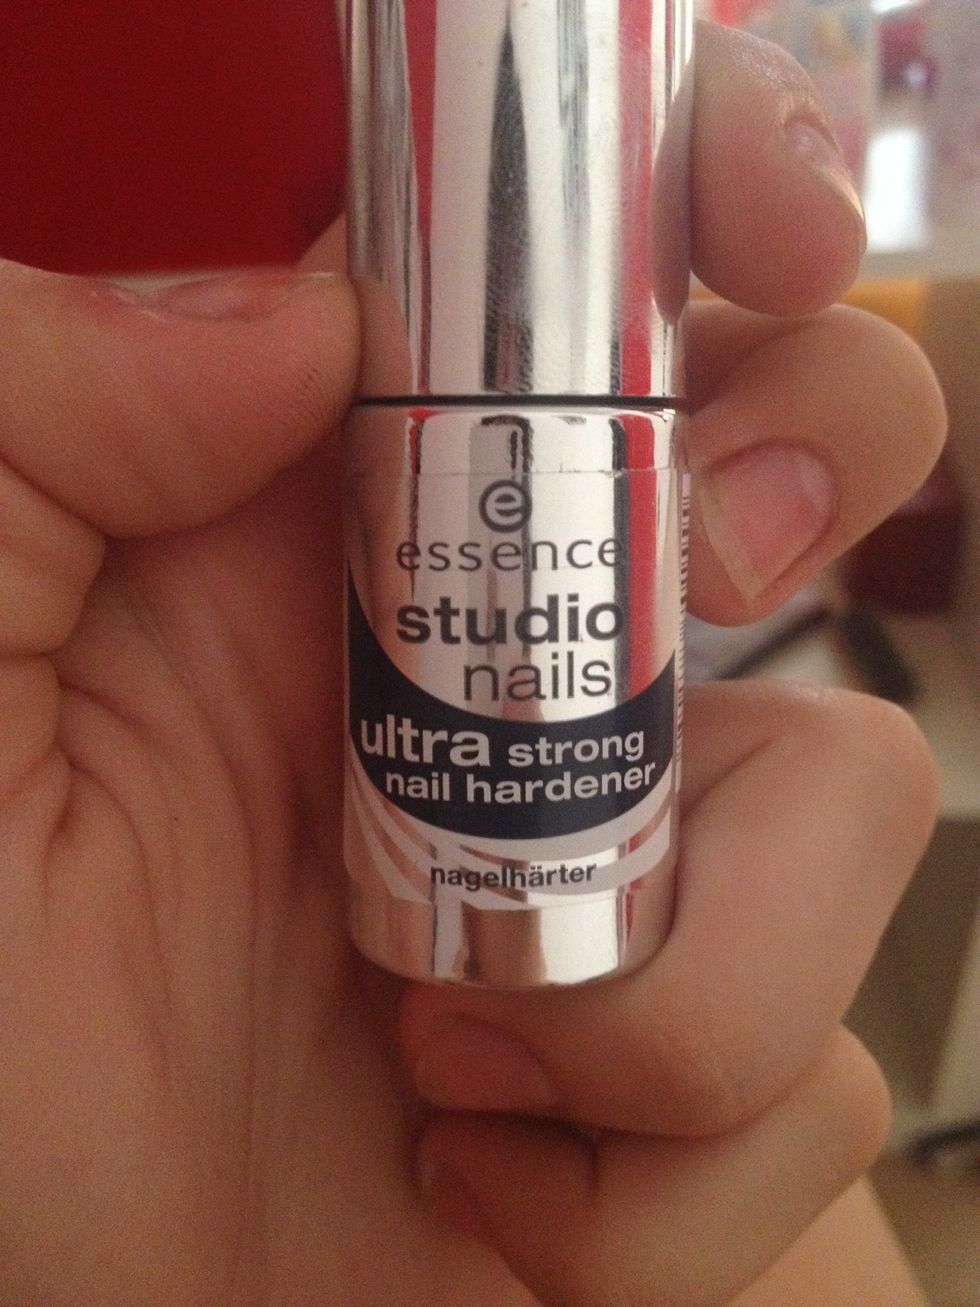 e
essence
studio
nails
ultra strong
nail hardener
nagelhärter